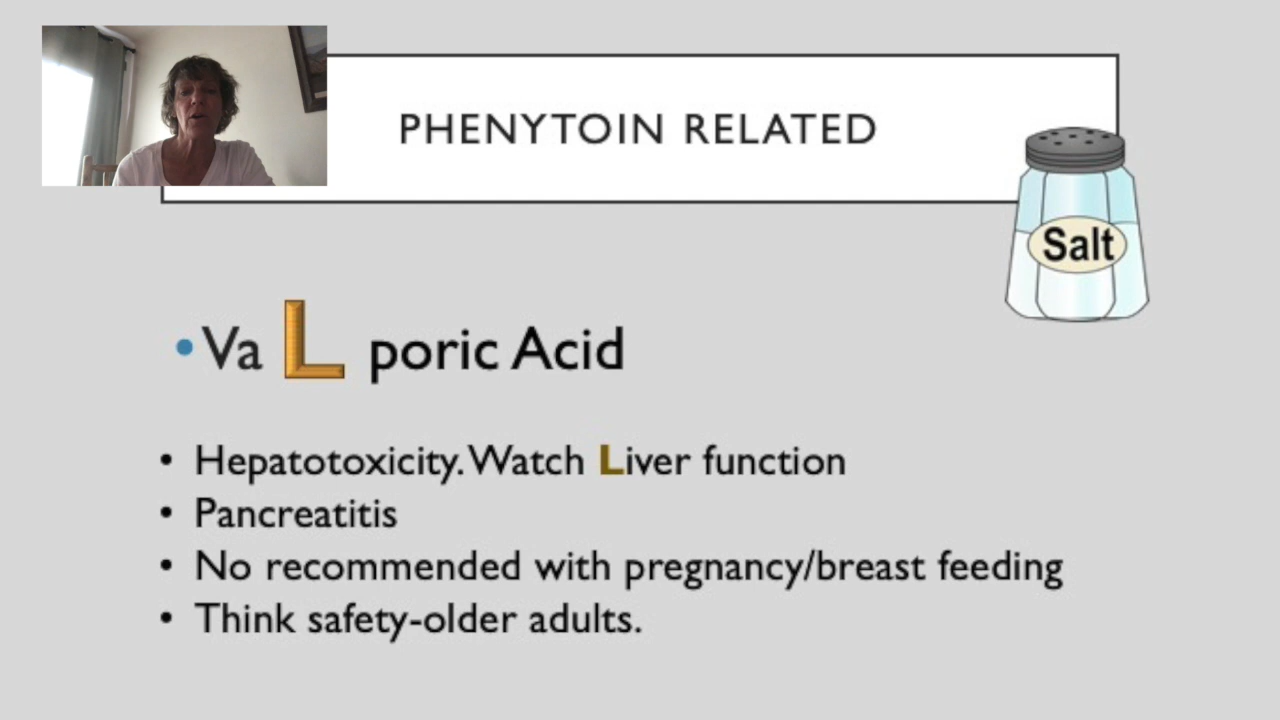 PHENYTOIN RELATED
Salt
• Va L poric Acid
• Hepatotoxicity. Watch Liver function
• Pancreatitis
• No recommended with pregnancy/breast feeding
• Think safety-older adults.